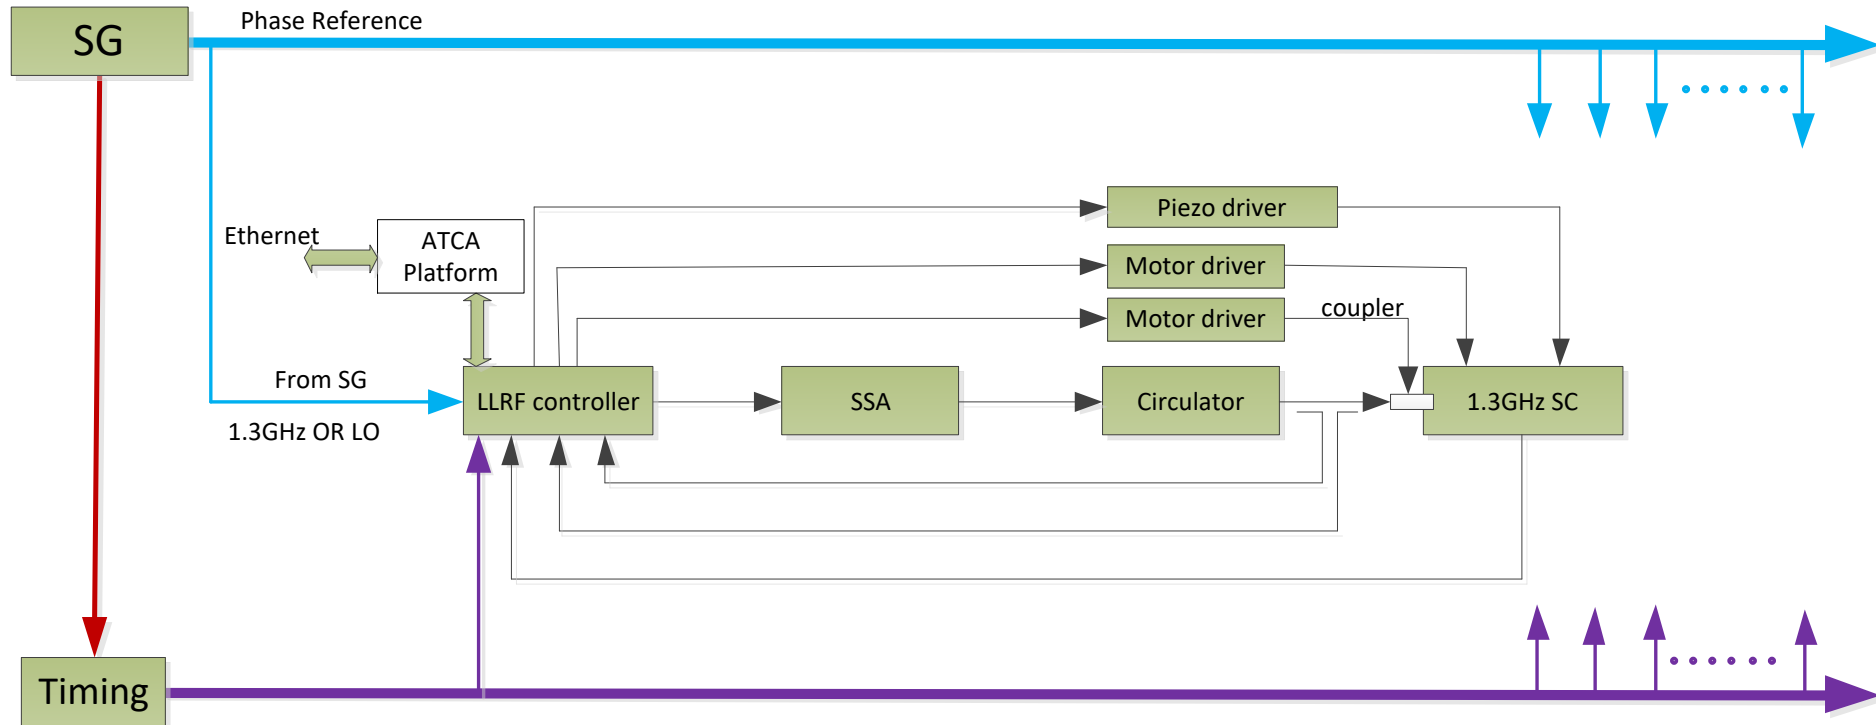 SG
Phase Reference
Piezo driver
Ethernet
ATCA
Platform
Motor driver
Motor driver
coupler
From SG
LLRF controller
SSA
Circulator
1.3GHz SC
1.3GHz OR LO
Timing